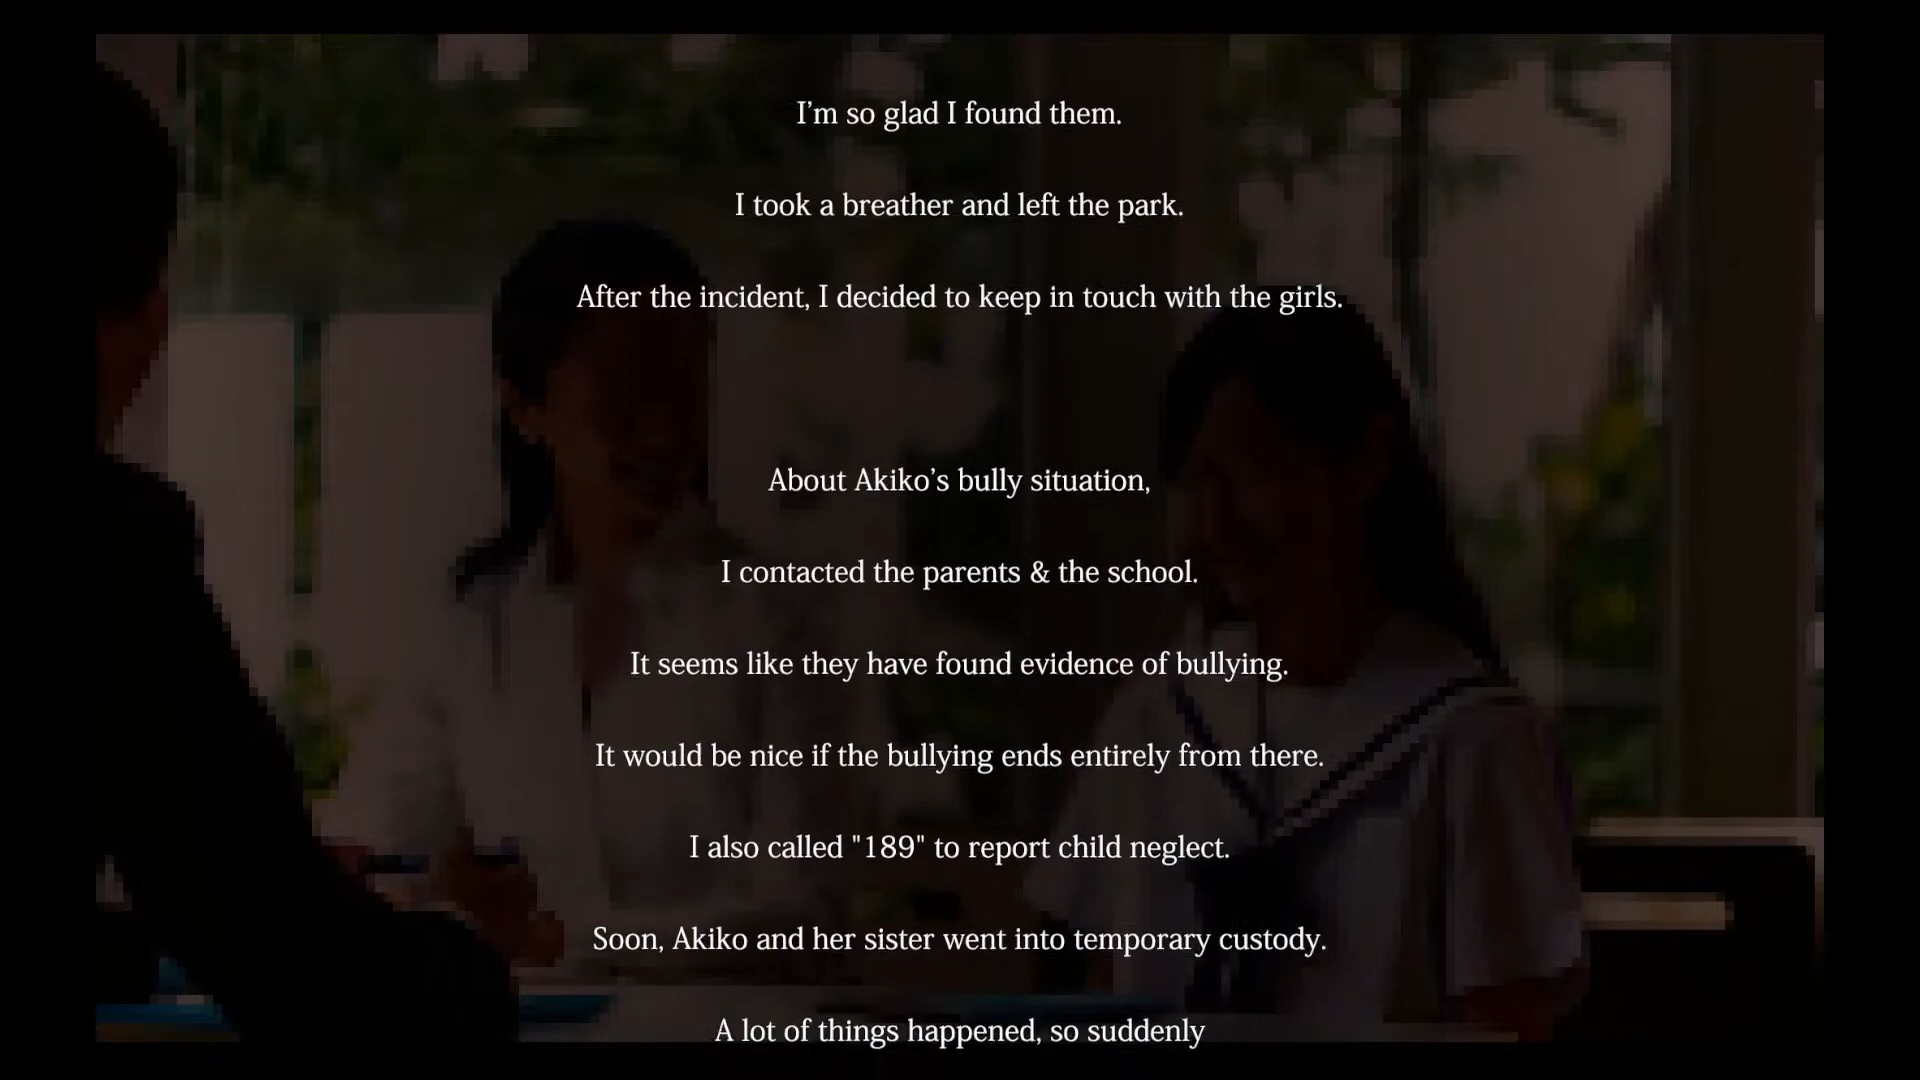 I’m so glad I found them.
I took a breather and left the park.
After the incident, I decided to keep in touch with the girls.
About Akiko’s bully situation,
I contacted the parents & the school.
It seems like they have found evidence of bullying.
It would be nice if the bullying ends entirely from there.
I also called "189" to report child neglect.
Soon, Akiko and her sister went into temporary custody.
A lot of things happened, so suddenly